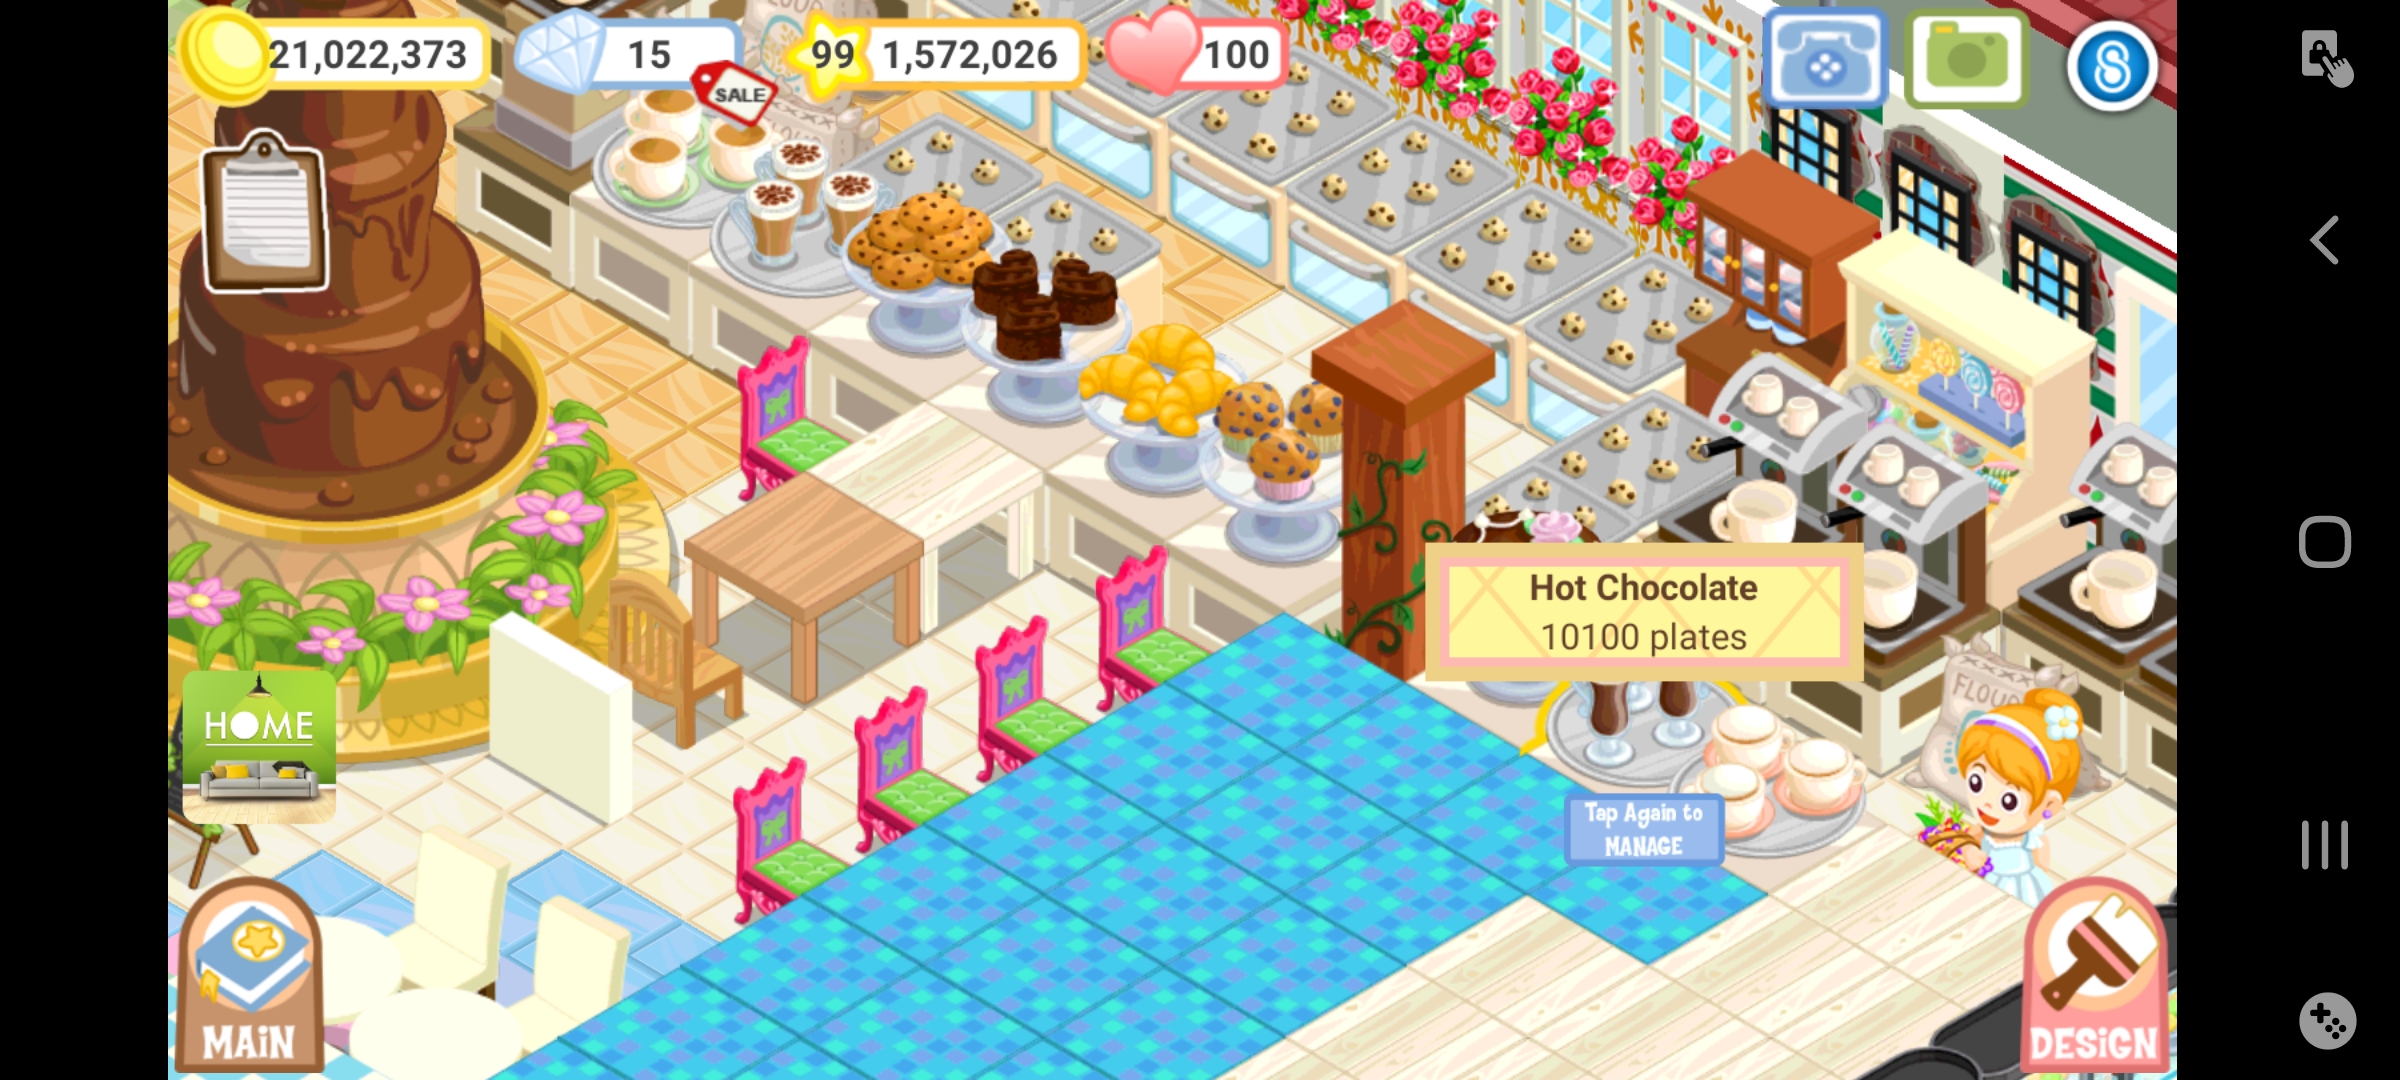 21,022,373
15
SALE
99
1,572,026
100
HOME
Hot Chocolate
10100 plates
Tap Again to
MANAGE
FLOUR
MAiN
DESiGN